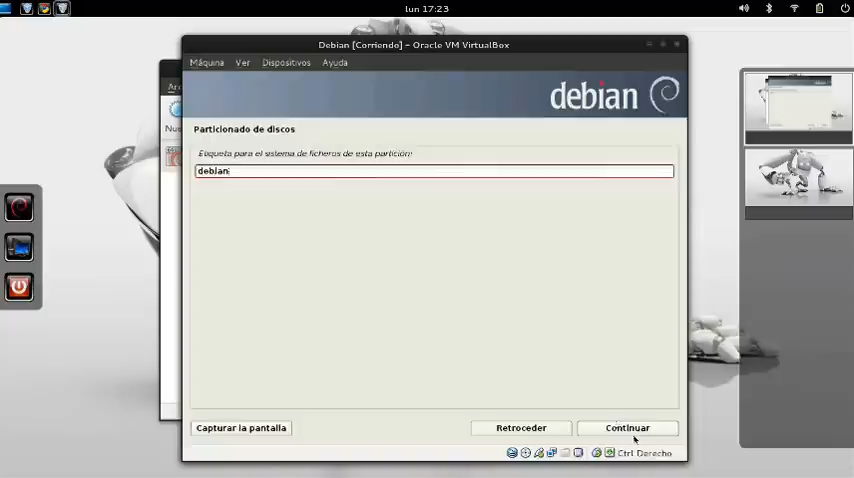 lun 17:23
Debian [Corriendo] - Oracle VM VirtualBox
Máquina Ver Dispositivos Ayuda
debian
Particionado de discos
Etiqueta para el sistema de ficheros de esta partición:
debian
Capturar la pantalla Retroceder Continuar
Ctrl Derecho